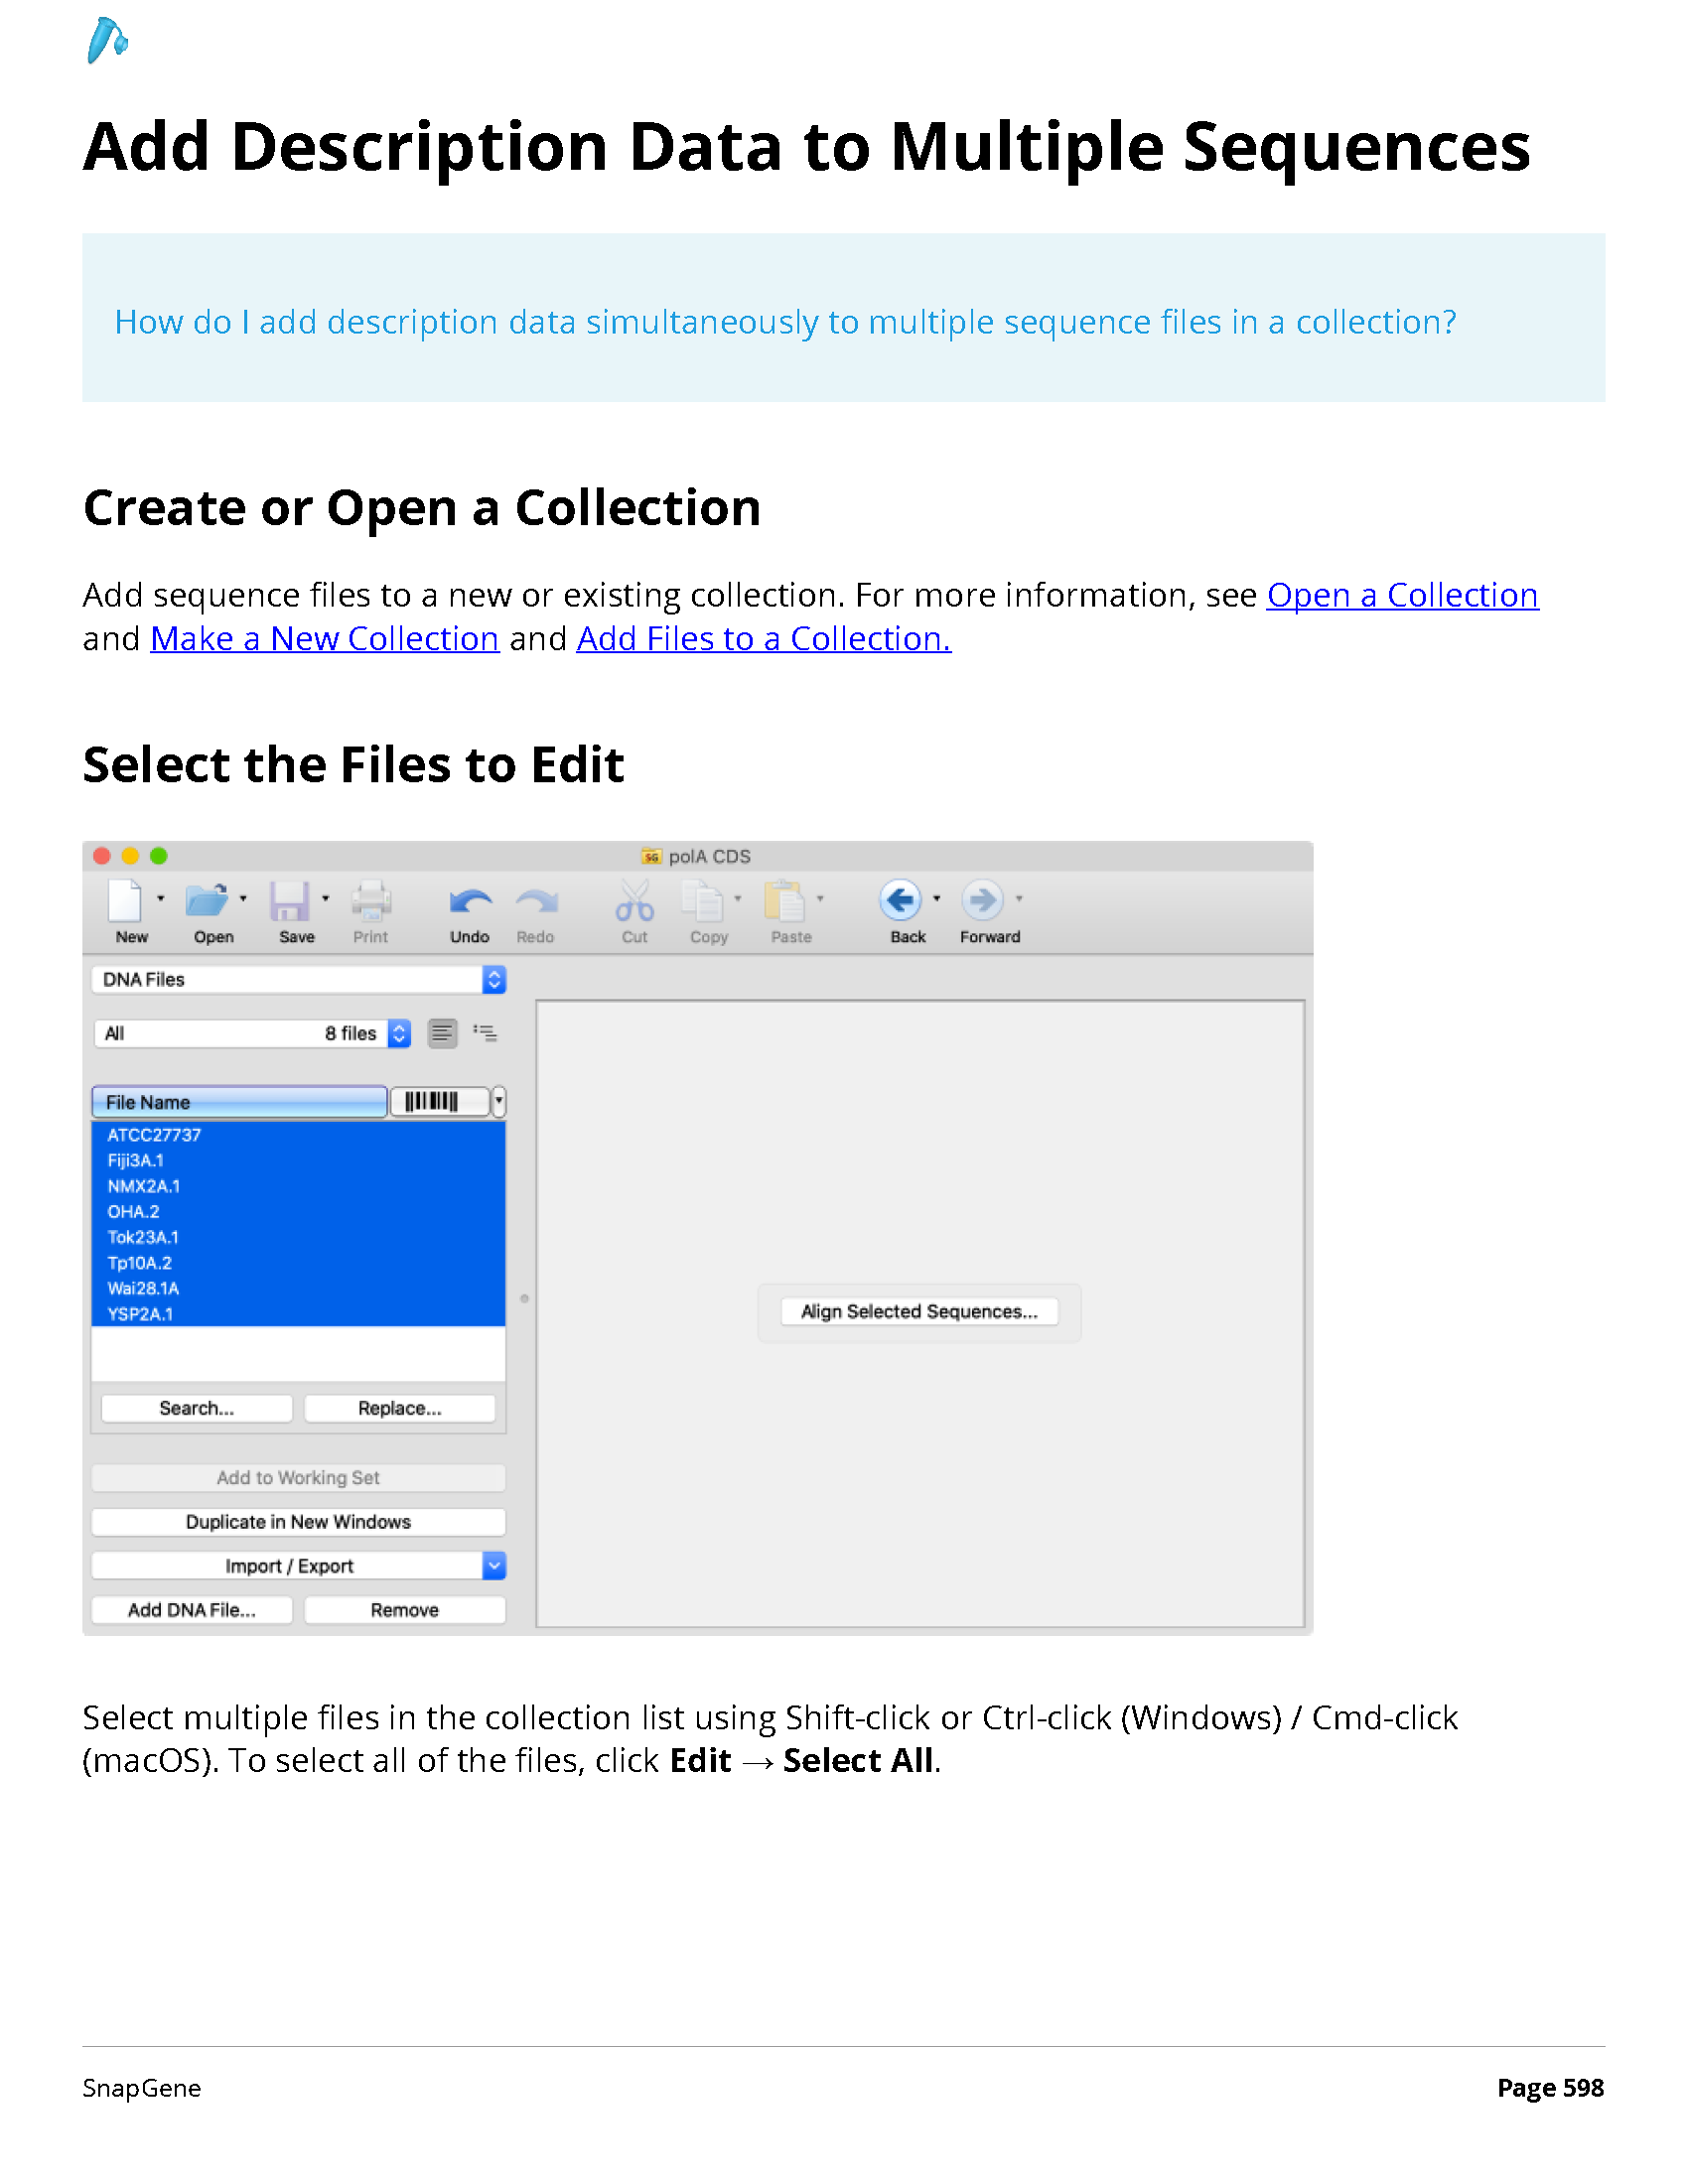 Add Description Data to Multiple Sequences
How do I add description data simultaneously to multiple sequence files in a collection?
Create or Open a Collection
Add sequence files to a new or existing collection. For more information, see Open a Collection
and Make a New Collection and Add Files to a Collection.
Select the Files to Edit
SG polA CDS
New Open Save Print Undo Redo Cut Copy Paste Back Forward
DNA Files
All 8 files
File Name
ATCC27737
Fiji3A.1
NMX2A.1
OHA.2
Tok23A.1
Tp10A.2
Wai28.1A
YSP2A.1
Align Selected Sequences...
Search... Replace...
Add to Working Set
Duplicate in New Windows
Import / Export
Add DNA File... Remove
Select multiple files in the collection list using Shift-click or Ctrl-click (Windows) / Cmd-click
(macOS). To select all of the files, click Edit → Select All.
SnapGene Page 598